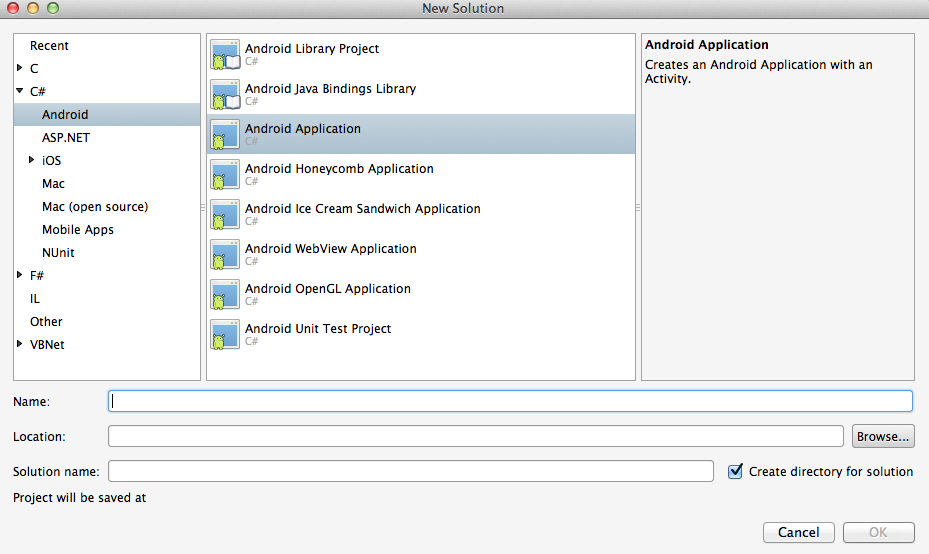 New Solution
Recent
C
C#
Android
ASP.NET
iOS
Mac
Mac (open source)
Mobile Apps
NUnit
F#
IL
Other
VBNet
Android Library Project
C#
Android Java Bindings Library
C#
Android Application
C#
Android Honeycomb Application
C#
Android Ice Cream Sandwich Application
C#
Android WebView Application
C#
Android OpenGL Application
C#
Android Unit Test Project
C#
Android Application
Creates an Android Application with an
Activity.
Name:
Location:
Browse...
Solution name:
Create directory for solution
Project will be saved at
Cancel
OK